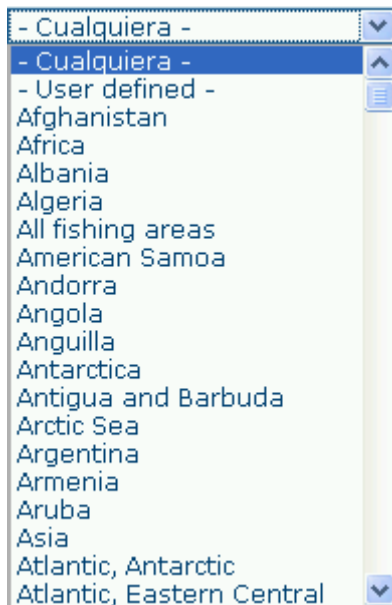 - Cualquiera -
- Cualquiera -
- User defined -
Afghanistan
Africa
Albania
Algeria
All fishing areas
American Samoa
Andorra
Angola
Anguilla
Antarctica
Antigua and Barbuda
Arctic Sea
Argentina
Armenia
Aruba
Asia
Atlantic, Antarctic
Atlantic, Eastern Central